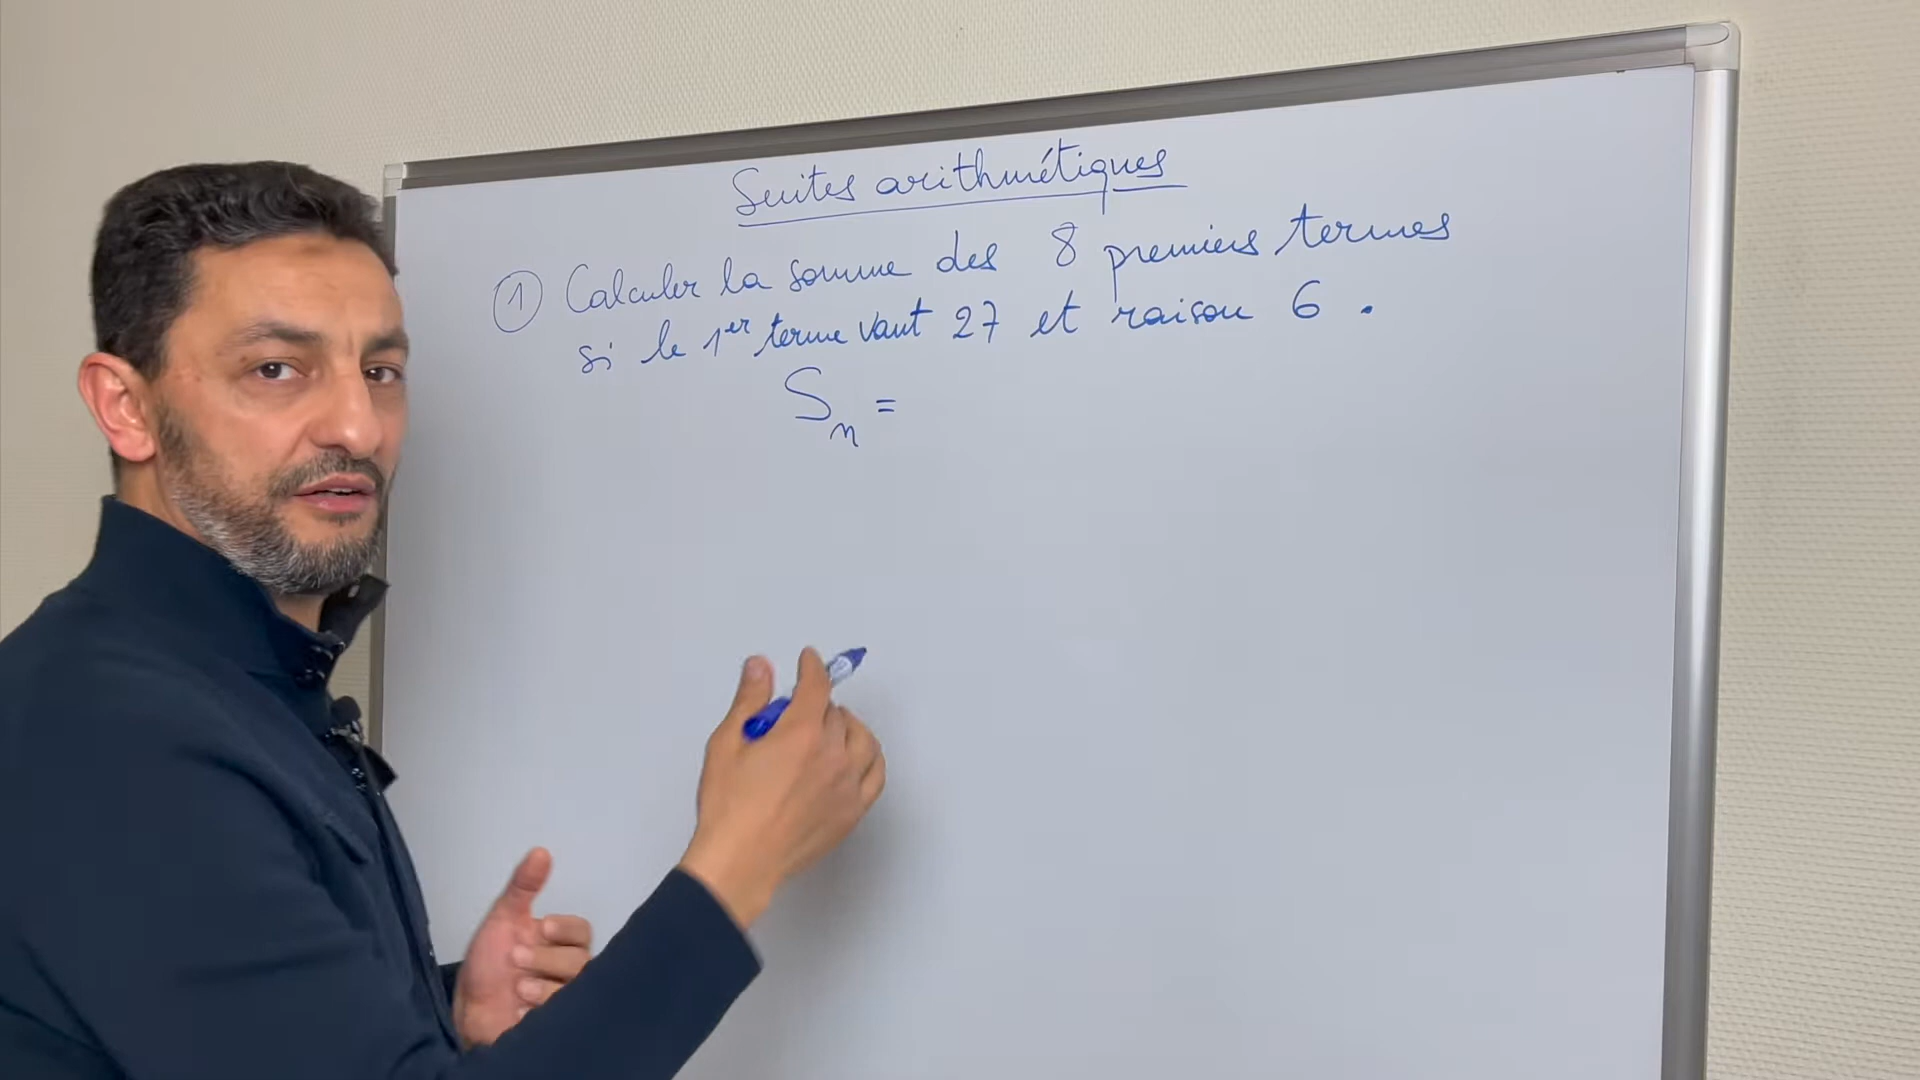 Suites arithmétiques
① Calculer la somme des 8 premiers termes
si le 1er terme vaut 27 et raison 6 .
Sn =